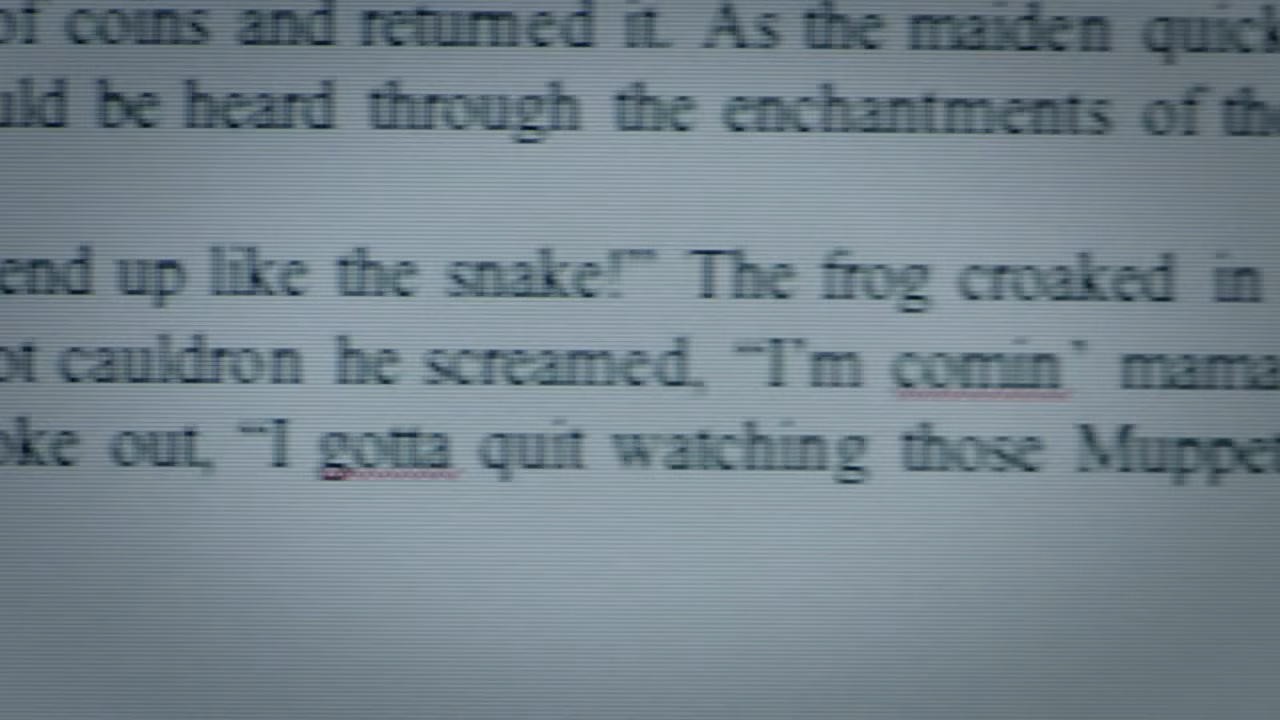 of coins and returned it. As the maiden quick
uld be heard through the enchantments of the
end up like the snake!" The frog croaked in
ot cauldron he screamed, "I'm comin' mama
oke out, "I gotta quit watching those Muppet